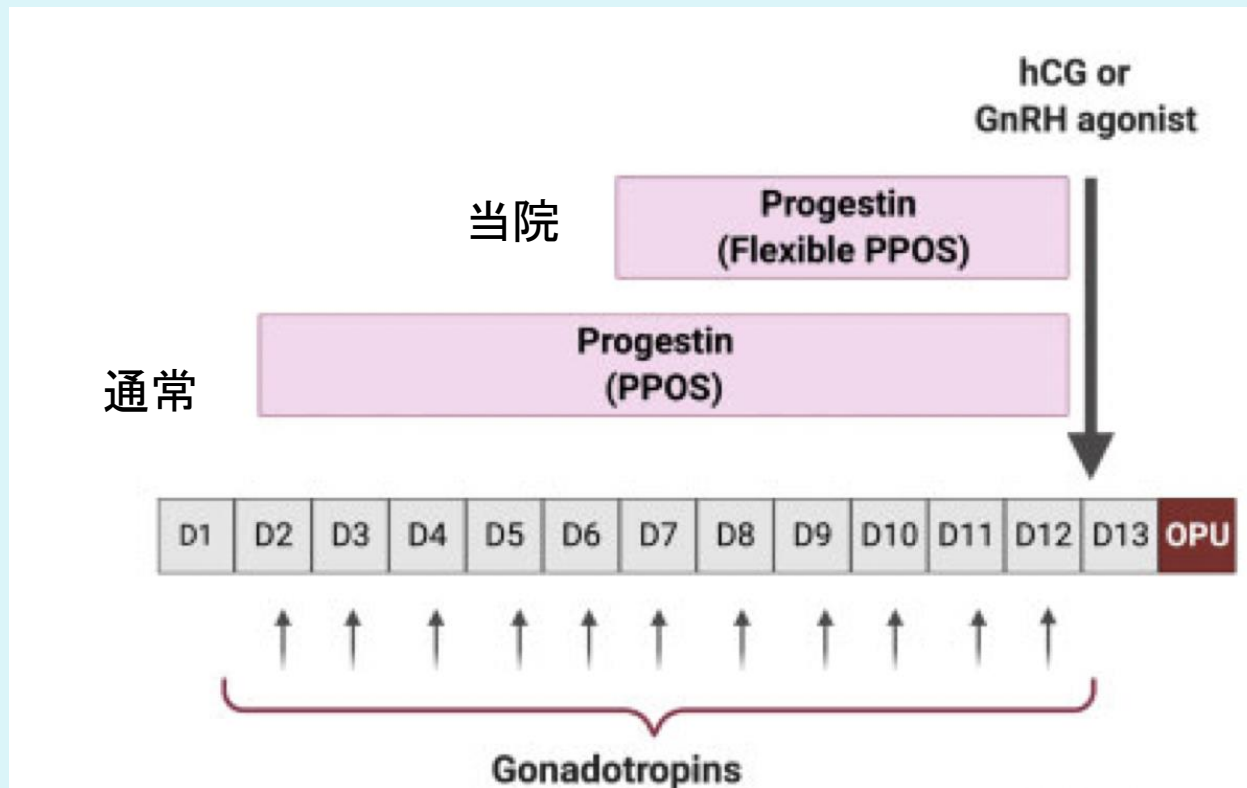 hCG or
GnRH agonist
当院
Progestin
(Flexible PPOS)
通常
Progestin
(PPOS)
D1 D2 D3 D4 D5 D6 D7 D8 D9 D10 D11 D12 D13 OPU
Gonadotropins